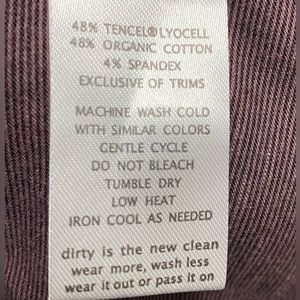 48% TENCEL®LYOCELL
48% ORGANIC COTTON
4% SPANDEX
EXCLUSIVE OF TRIMS
MACHINE WASH COLD
WITH SIMILAR COLORS
GENTLE CYCLE
DO NOT BLEACH
TUMBLE DRY
LOW HEAT
IRON COOL AS NEEDED
dirty is the new clean
wear more, wash less
wear it out or pass it on